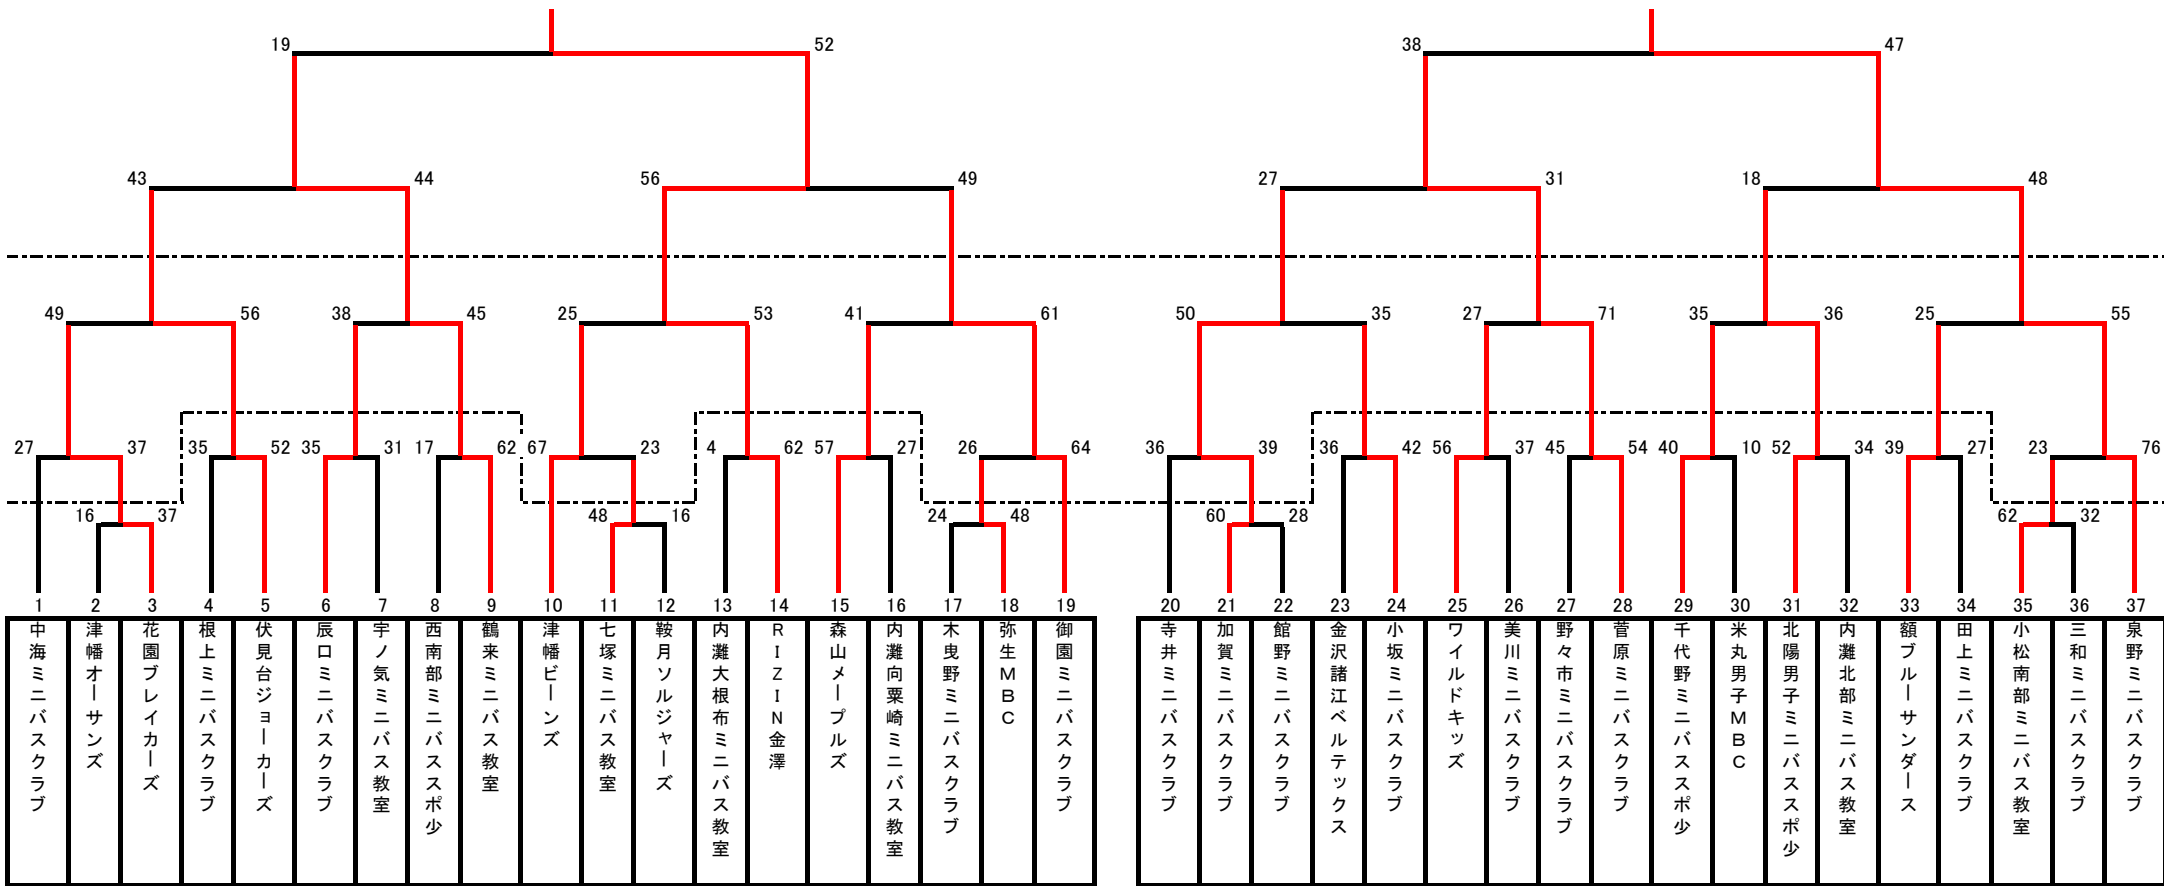 19 52 38 47
43 44 56 49 27 31 18 48
49 56 38 45 25 53 41 61 50 35 27 71 35 36 25 55
27 37 35 52 35 31 17 62 67 23 4 62 57 27 26 64 36 39 36 42 56 37 45 54 40 10 52 34 39 27 23 76
16 37 48 16 24 48 60 28 62 32
1 2 3 4 5 6 7 8 9 10 11 12 13 14 15 16 17 18 19 20 21 22 23 24 25 26 27 28 29 30 31 32 33 34 35 36 37
中海ミニバスクラブ
津幡オーサンズ
花園ブレイカーズ
根上ミニバスクラブ
伏見台ジョーカーズ
辰口ミニバスクラブ
宇ノ気ミニバス教室
西南部ミニバススポ少
鶴来ミニバス教室
津幡ビーンズ
七塚ミニバス教室
鞍月ソルジャーズ
内灘大根布ミニバス教室
ＲＩＺＩＮ金澤
森山メープルズ
内灘向粟崎ミニバス教室
木曳野ミニバスクラブ
弥生ＭＢＣ
御園ミニバスクラブ
寺井ミニバスクラブ
加賀ミニバスクラブ
館野ミニバスクラブ
金沢諸江ベルテックス
小坂ミニバスクラブ
ワイルドキッズ
美川ミニバスクラブ
野々市ミニバスクラブ
菅原ミニバスクラブ
千代野ミニバススポ少
米丸男子ＭＢＣ
北陽男子ミニバススポ少
内灘北部ミニバス教室
額ブルーサンダース
田上ミニバスクラブ
小松南部ミニバス教室
三和ミニバスクラブ
泉野ミニバスクラブ